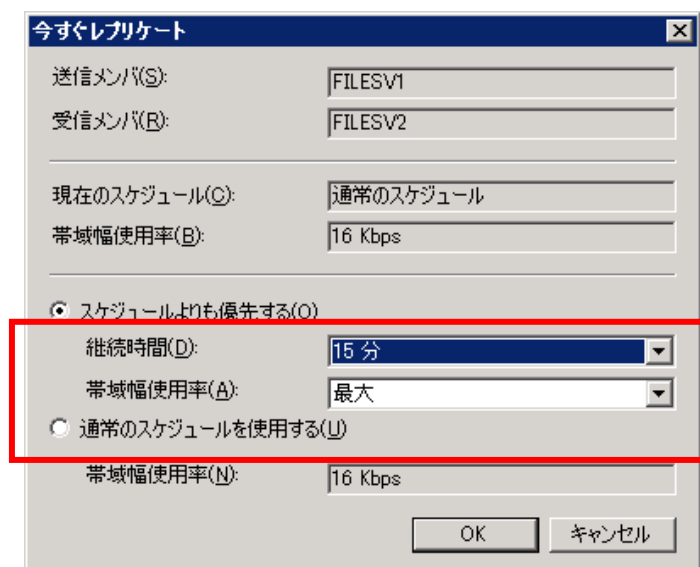 今すぐレプリケート
送信メンバ(S): FILESV1
受信メンバ(R): FILESV2
現在のスケジュール(C): 通常のスケジュール
帯域幅使用率(B): 16 Kbps
スケジュールよりも優先する(O)
継続時間(D): 15 分
帯域幅使用率(A): 最大
通常のスケジュールを使用する(U)
帯域幅使用率(N): 16 Kbps
OK キャンセル